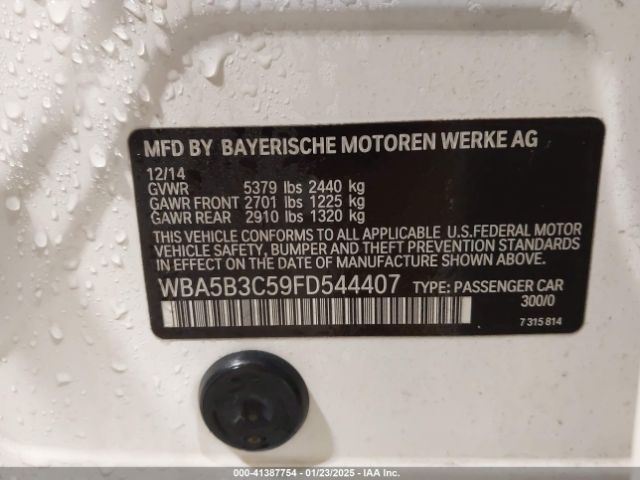 MFD BY BAYERISCHE MOTOREN WERKE AG
12/14
GVWR 5379 lbs 2440 kg
GAWR FRONT 2701 lbs 1225 kg
GAWR REAR 2910 lbs 1320 kg
THIS VEHICLE CONFORMS TO ALL APPLICABLE U.S.FEDERAL MOTOR
VEHICLE SAFETY, BUMPER AND THEFT PREVENTION STANDARDS
IN EFFECT ON THE DATE OF MANUFACTURE SHOWN ABOVE.
WBA5B3C59FD544407 TYPE: PASSENGER CAR
300/0
7 315 814
000-41387754 - 01/23/2025 - IAA Inc.